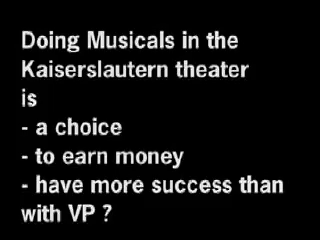 Doing Musicals in the
Kaiserslautern theater
is
- a choice
- to earn money
- have more success than
with VP ?